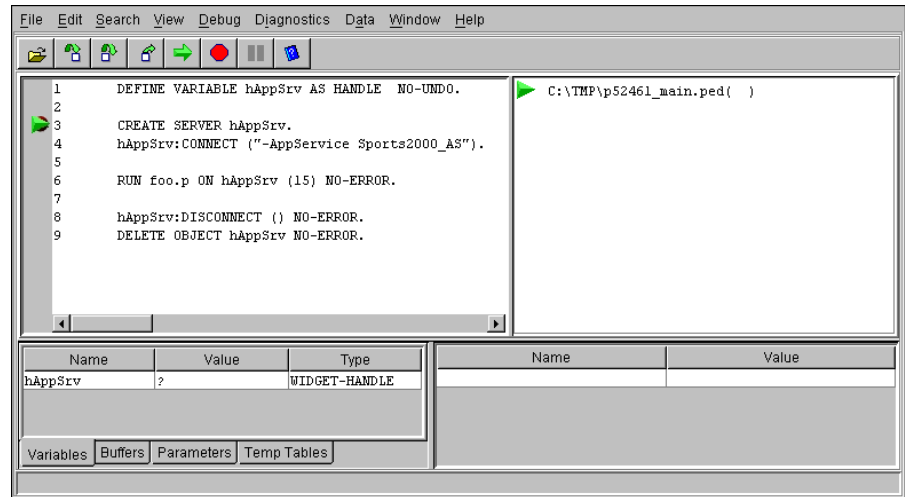 File Edit Search View Debug Diagnostics Data Window Help
1 DEFINE VARIABLE hAppSrv AS HANDLE NO-UNDO.
2
3 CREATE SERVER hAppSrv.
4 hAppSrv:CONNECT ("-AppService Sports2000_AS").
5
6 RUN foo.p ON hAppSrv (15) NO-ERROR.
7
8 hAppSrv:DISCONNECT () NO-ERROR.
9 DELETE OBJECT hAppSrv NO-ERROR.
C:\TMP\p52461_main.ped( )
Name Value Type
hAppSrv ? WIDGET-HANDLE
Variables Buffers Parameters Temp Tables
Name Value